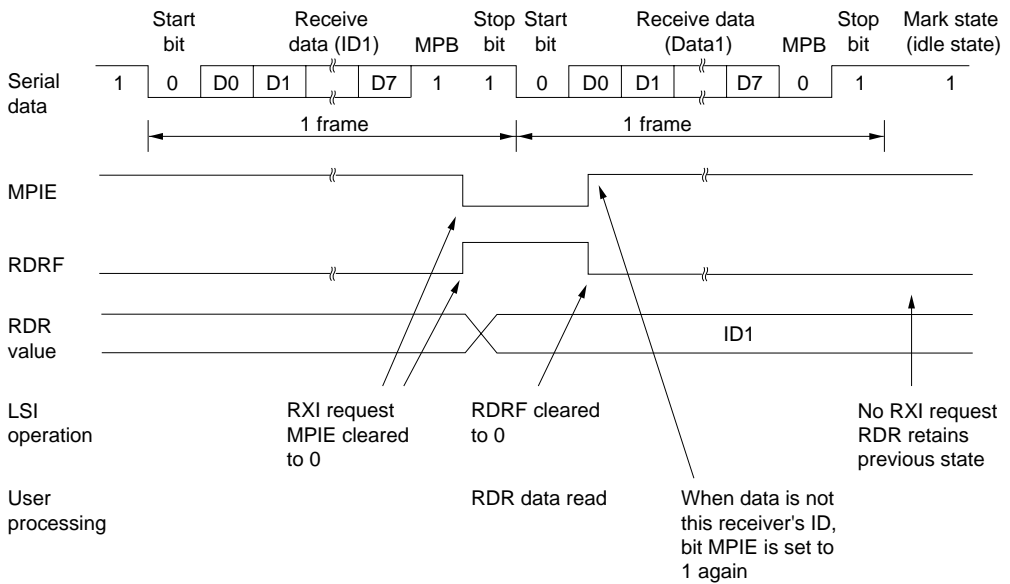 Start bit
Receive data (ID1)
MPB
Stop bit
Start bit
Receive data (Data1)
MPB
Stop bit
Mark state (idle state)
Serial data
1 0 D0 D1 D7 1 1 0 D0 D1 D7 0 1 1
1 frame
1 frame
MPIE
RDRF
RDR value
ID1
LSI operation
RXI request
MPIE cleared
to 0
RDRF cleared
to 0
No RXI request
RDR retains
previous state
User processing
RDR data read
When data is not
this receiver's ID,
bit MPIE is set to
1 again